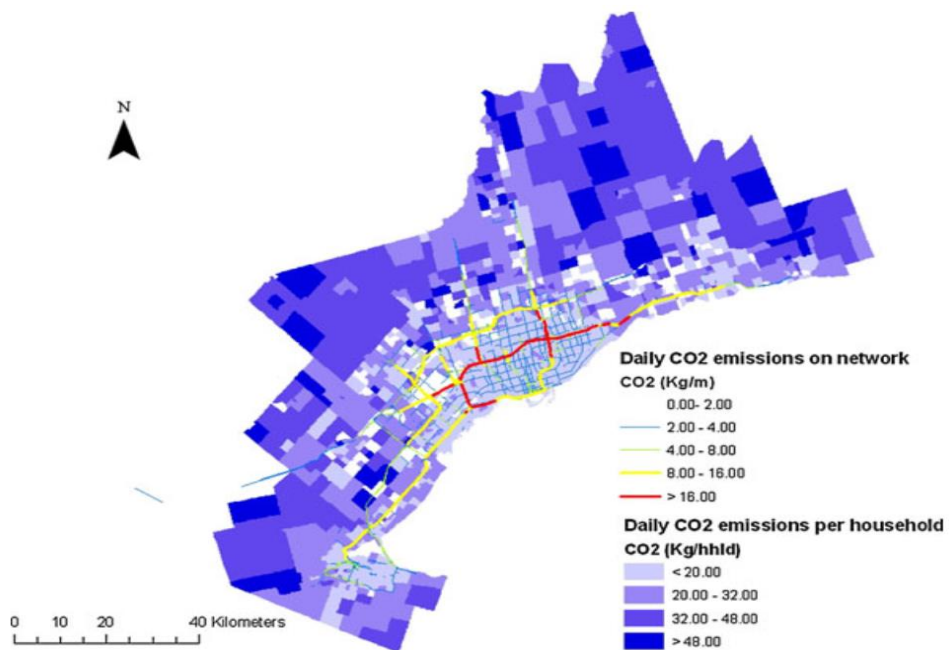 N
Daily CO2 emissions on network
CO2 (Kg/m)
0.00- 2.00
2.00 - 4.00
4.00 - 8.00
8.00 - 16.00
> 16.00
Daily CO2 emissions per household
CO2 (Kg/hhld)
< 20.00
20.00 - 32.00
32.00 - 48.00
> 48.00
0 10 20 40 Kilometers